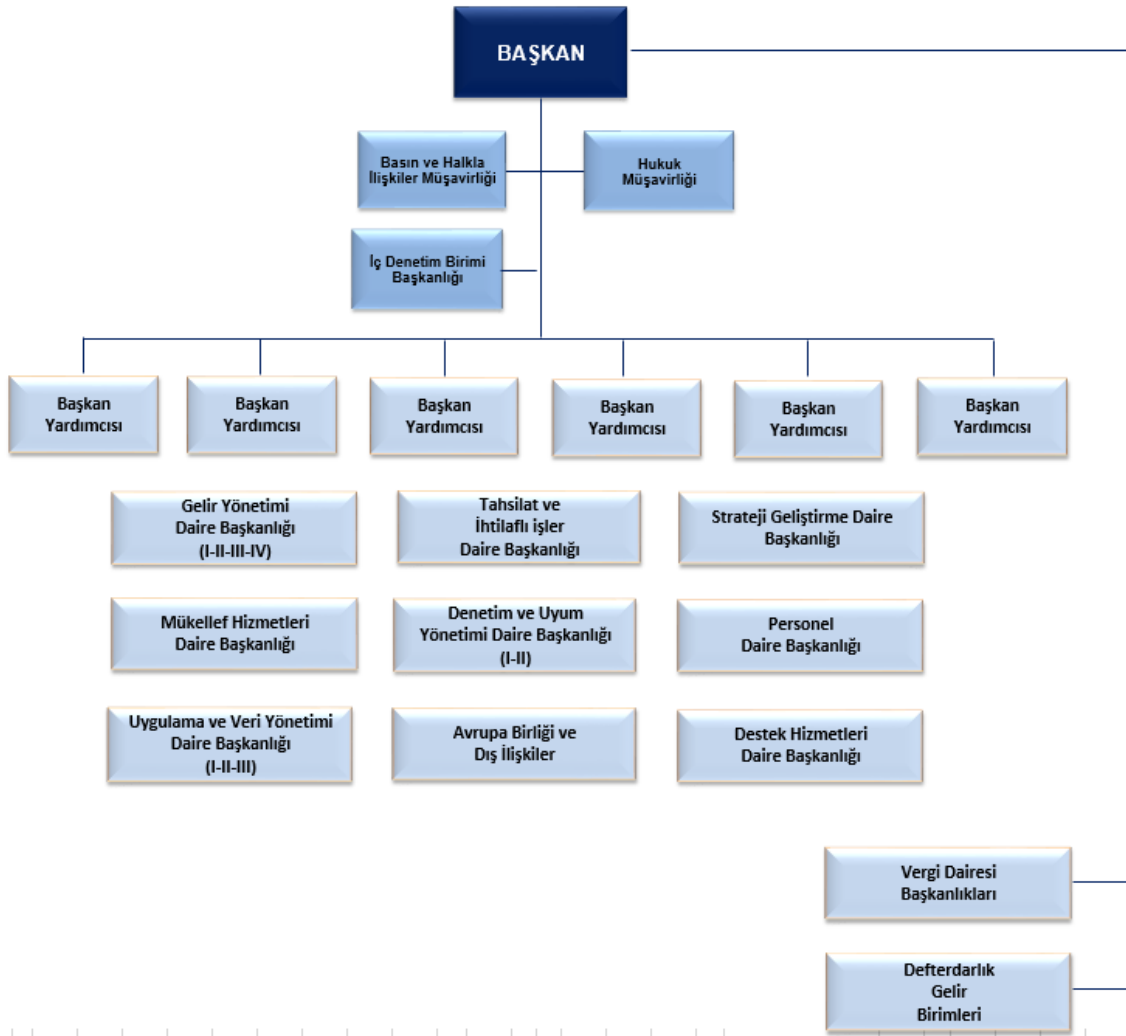 BAŞKAN
Basın ve Halkla
İlişkiler Müşavirliği
Hukuk
Müşavirliği
İç Denetim Birimi
Başkanlığı
Başkan
Yardımcısı
Başkan
Yardımcısı
Başkan
Yardımcısı
Başkan
Yardımcısı
Başkan
Yardımcısı
Başkan
Yardımcısı
Gelir Yönetimi
Daire Başkanlığı
(I-II-III-IV)
Tahsilat ve
İhtilaflı işler
Daire Başkanlığı
Strateji Geliştirme Daire
Başkanlığı
Mükellef Hizmetleri
Daire Başkanlığı
Denetim ve Uyum
Yönetimi Daire Başkanlığı
(I-II)
Personel
Daire Başkanlığı
Uygulama ve Veri Yönetimi
Daire Başkanlığı
(I-II-III)
Avrupa Birliği ve
Dış İlişkiler
Destek Hizmetleri
Daire Başkanlığı
Vergi Dairesi
Başkanlıkları
Defterdarlık
Gelir
Birimleri